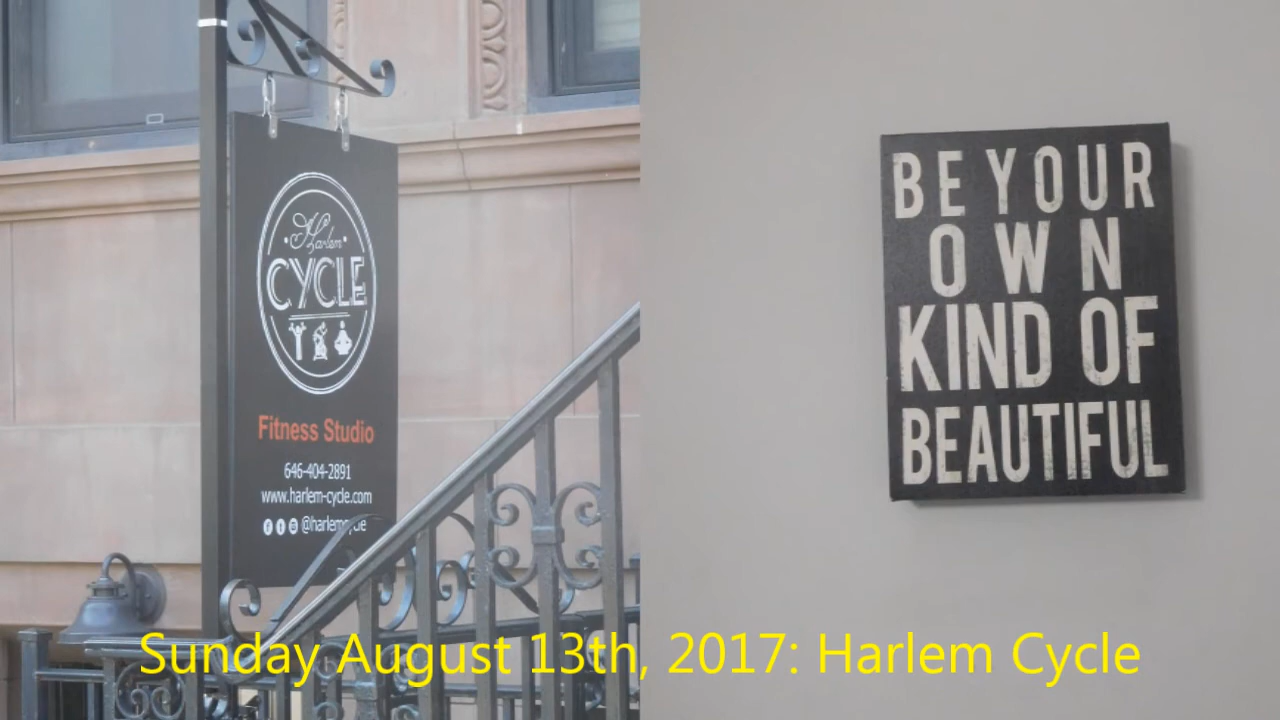 Harlem
CYCLE
Fitness Studio
646-404-2891
www.harlem-cycle.com
@harlemcycle
BE YOUR
OWN
KIND OF
BEAUTIFUL
Sunday August 13th, 2017: Harlem Cycle